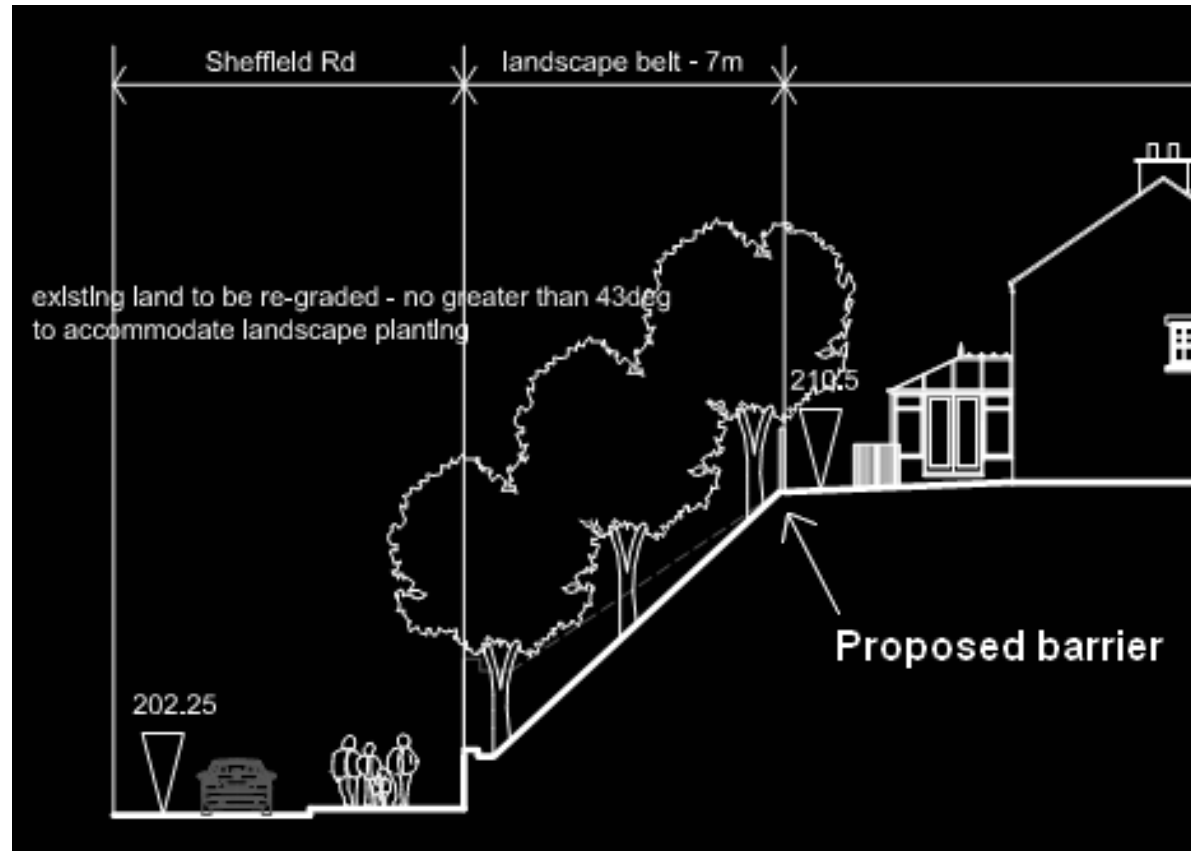 Sheffield Rd
landscape belt - 7m
existing land to be re-graded - no greater than 43deg
to accommodate landscape planting
210.5
Proposed barrier
202.25